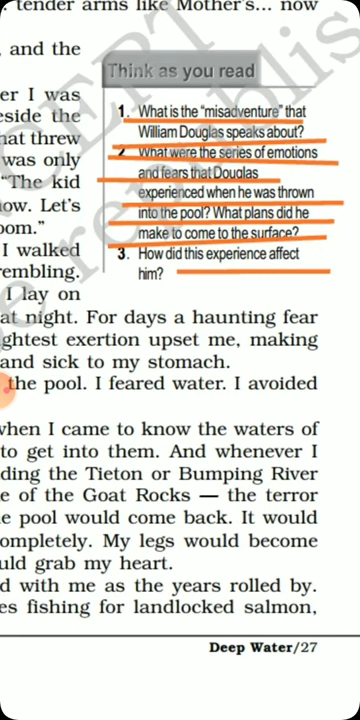 tender arms like Mother's... now
, and the
Think as you read
er I was
1. What is the "misadventure" that
eside the
William Douglas speaks about?
hat threw
2. What were the series of emotions
was only
and fears that Douglas
"The kid
experienced when he was thrown
ow. Let's
into the pool? What plans did he
oom."
make to come to the surface?
I walked
3. How did this experience affect
rembling.
him?
I lay on
at night. For days a haunting fear
ghtest exertion upset me, making
and sick to my stomach.
the pool. I feared water. I avoided
when I came to know the waters of
to get into them. And whenever I
ding the Tieton or Bumping River
e of the Goat Rocks — the terror
e pool would come back. It would
ompletely. My legs would become
uld grab my heart.
d with me as the years rolled by.
es fishing for landlocked salmon,
Deep Water/27